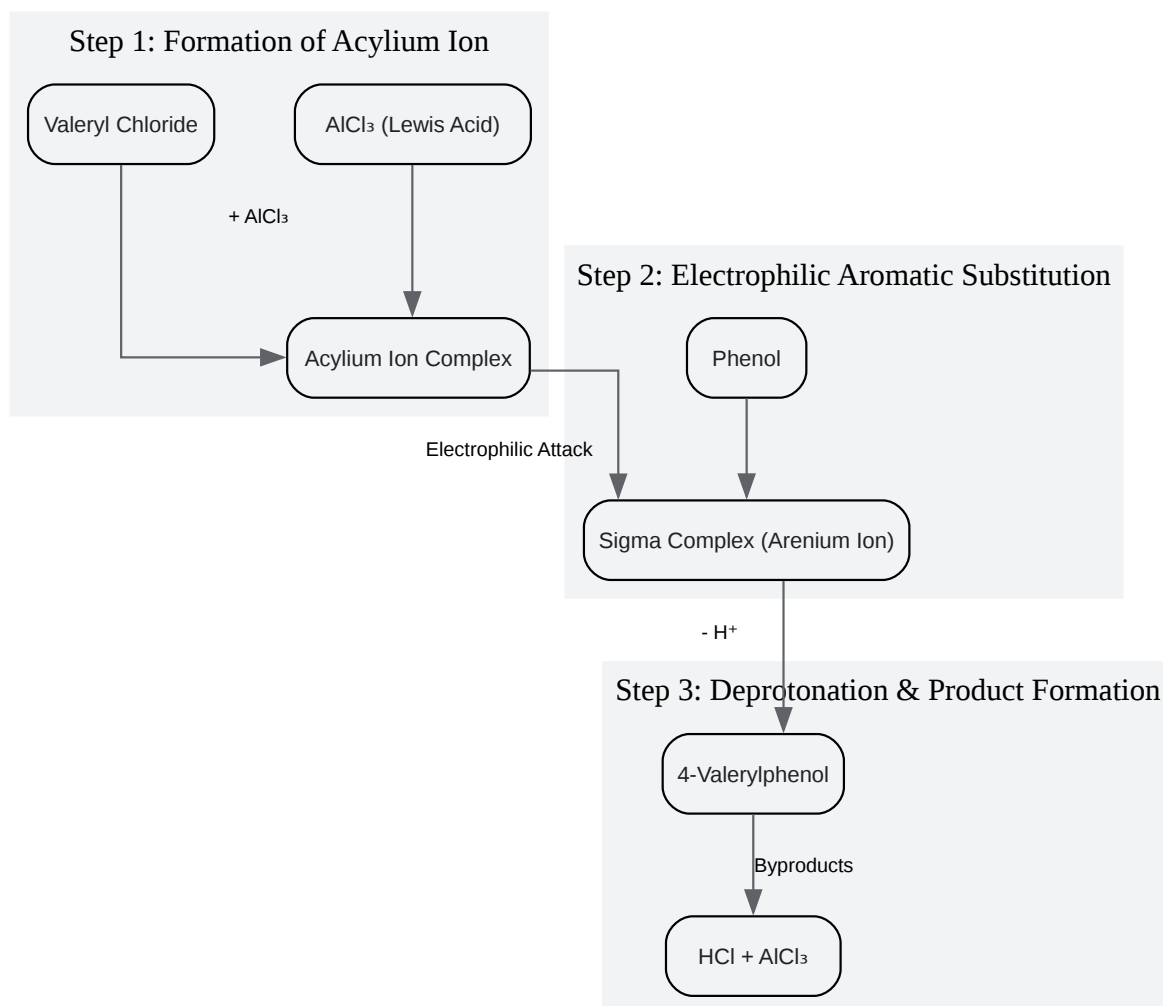 Step 1: Formation of Acylium Ion
Valeryl Chloride
AlCl₃ (Lewis Acid)
+ AlCl₃
Acylium Ion Complex
Step 2: Electrophilic Aromatic Substitution
Phenol
Electrophilic Attack
Sigma Complex (Arenium Ion)
- H⁺
Step 3: Deprotonation & Product Formation
4-Valerylphenol
Byproducts
HCl + AlCl₃